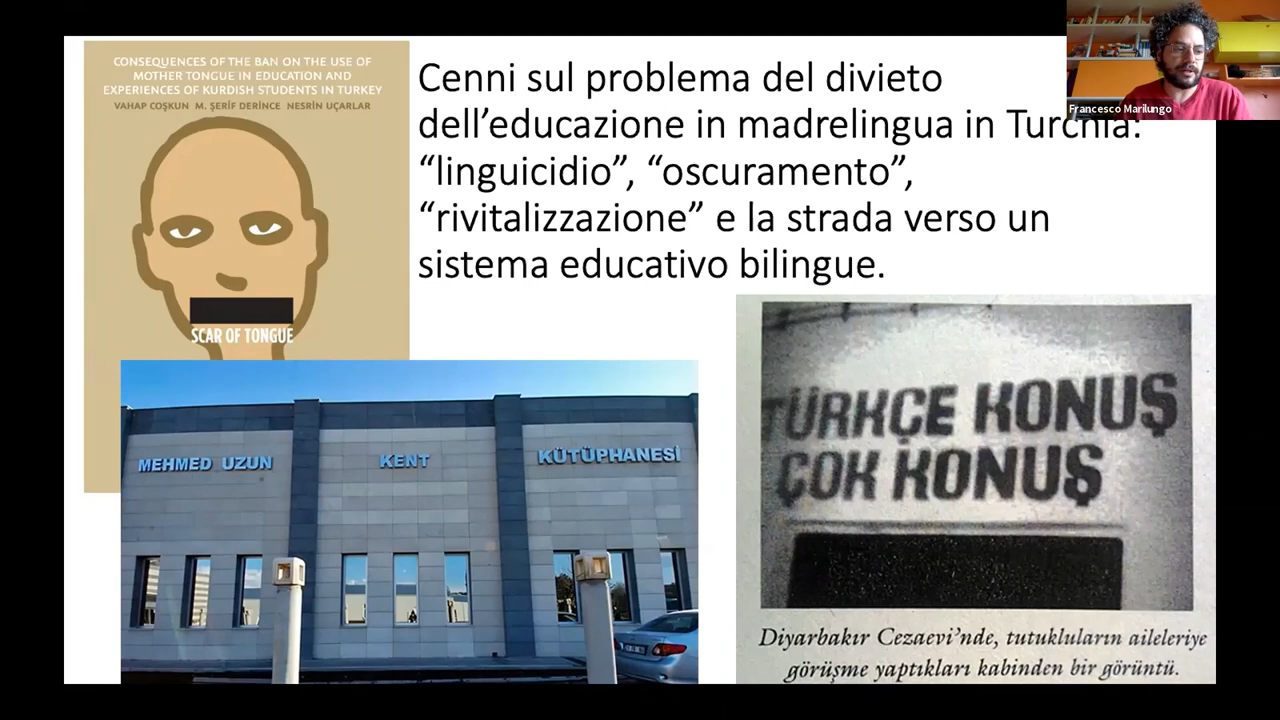 CONSEQUENCES OF THE BAN ON THE USE OF
MOTHER TONGUE IN EDUCATION AND
EXPERIENCES OF KURDISH STUDENTS IN TURKEY
VAHAP COŞKUN M. ŞERİF DERINCE NESRİN UÇARLAR
SCAR OF TONGUE
Cenni sul problema del divieto
dell’educazione in madrelingua in Turchia:
“linguicidio”, “oscuramento”,
“rivitalizzazione” e la strada verso un
sistema educativo bilingue.
Francesco Marilungo
MEHMED UZUN KENT KÜTÜPHANESİ
TÜRKÇE KONUŞ
ÇOK KONUŞ
Diyarbakır Cezaevi’nde, tutukluların aileleriye
görüşme yaptıkları kabinden bir görüntü.